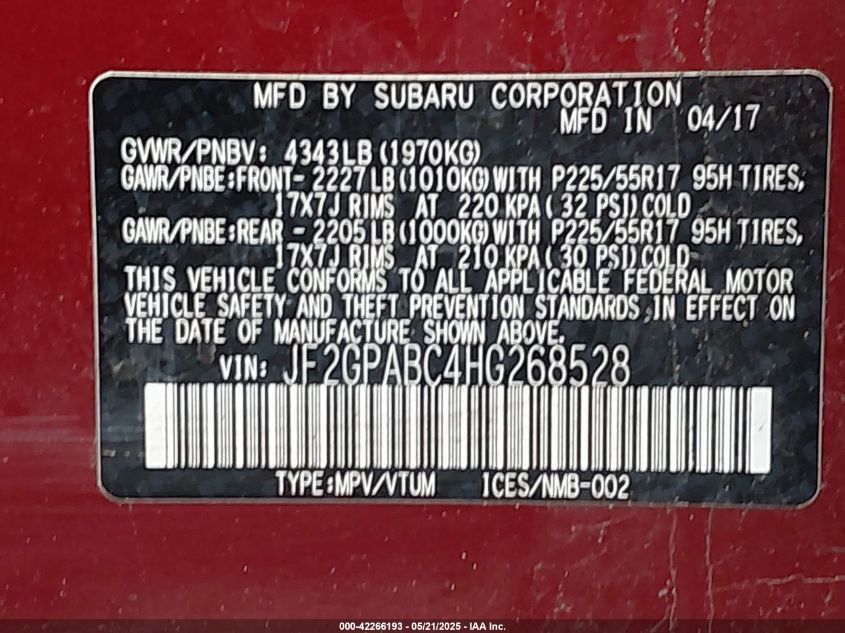 MFD BY SUBARU CORPORATION
MFD IN 04/17
GVWR/PNBV: 4343LB (1970KG)
GAWR/PNBE:FRONT- 2227LB(1010KG)WITH P225/55R17 95H TIRES,
17X7J RIMS AT 220 KPA( 32 PSI)COLD
GAWR/PNBE:REAR - 2205LB(1000KG)WITH P225/55R17 95H TIRES,
17X7J RIMS AT 210 KPA( 30 PSI)COLD
THIS VEHICLE CONFORMS TO ALL APPLICABLE FEDERAL MOTOR
VEHICLE SAFETY AND THEFT PREVENTION STANDARDS,IN EFFECT ON
THE DATE OF MANUFACTURE SHOWN ABOVE.
VIN: JF2GPABC4HG268528
TYPE:MPV/VTUM ICES/NMB-002
000-42266193 - 05/21/2025 - IAA Inc.